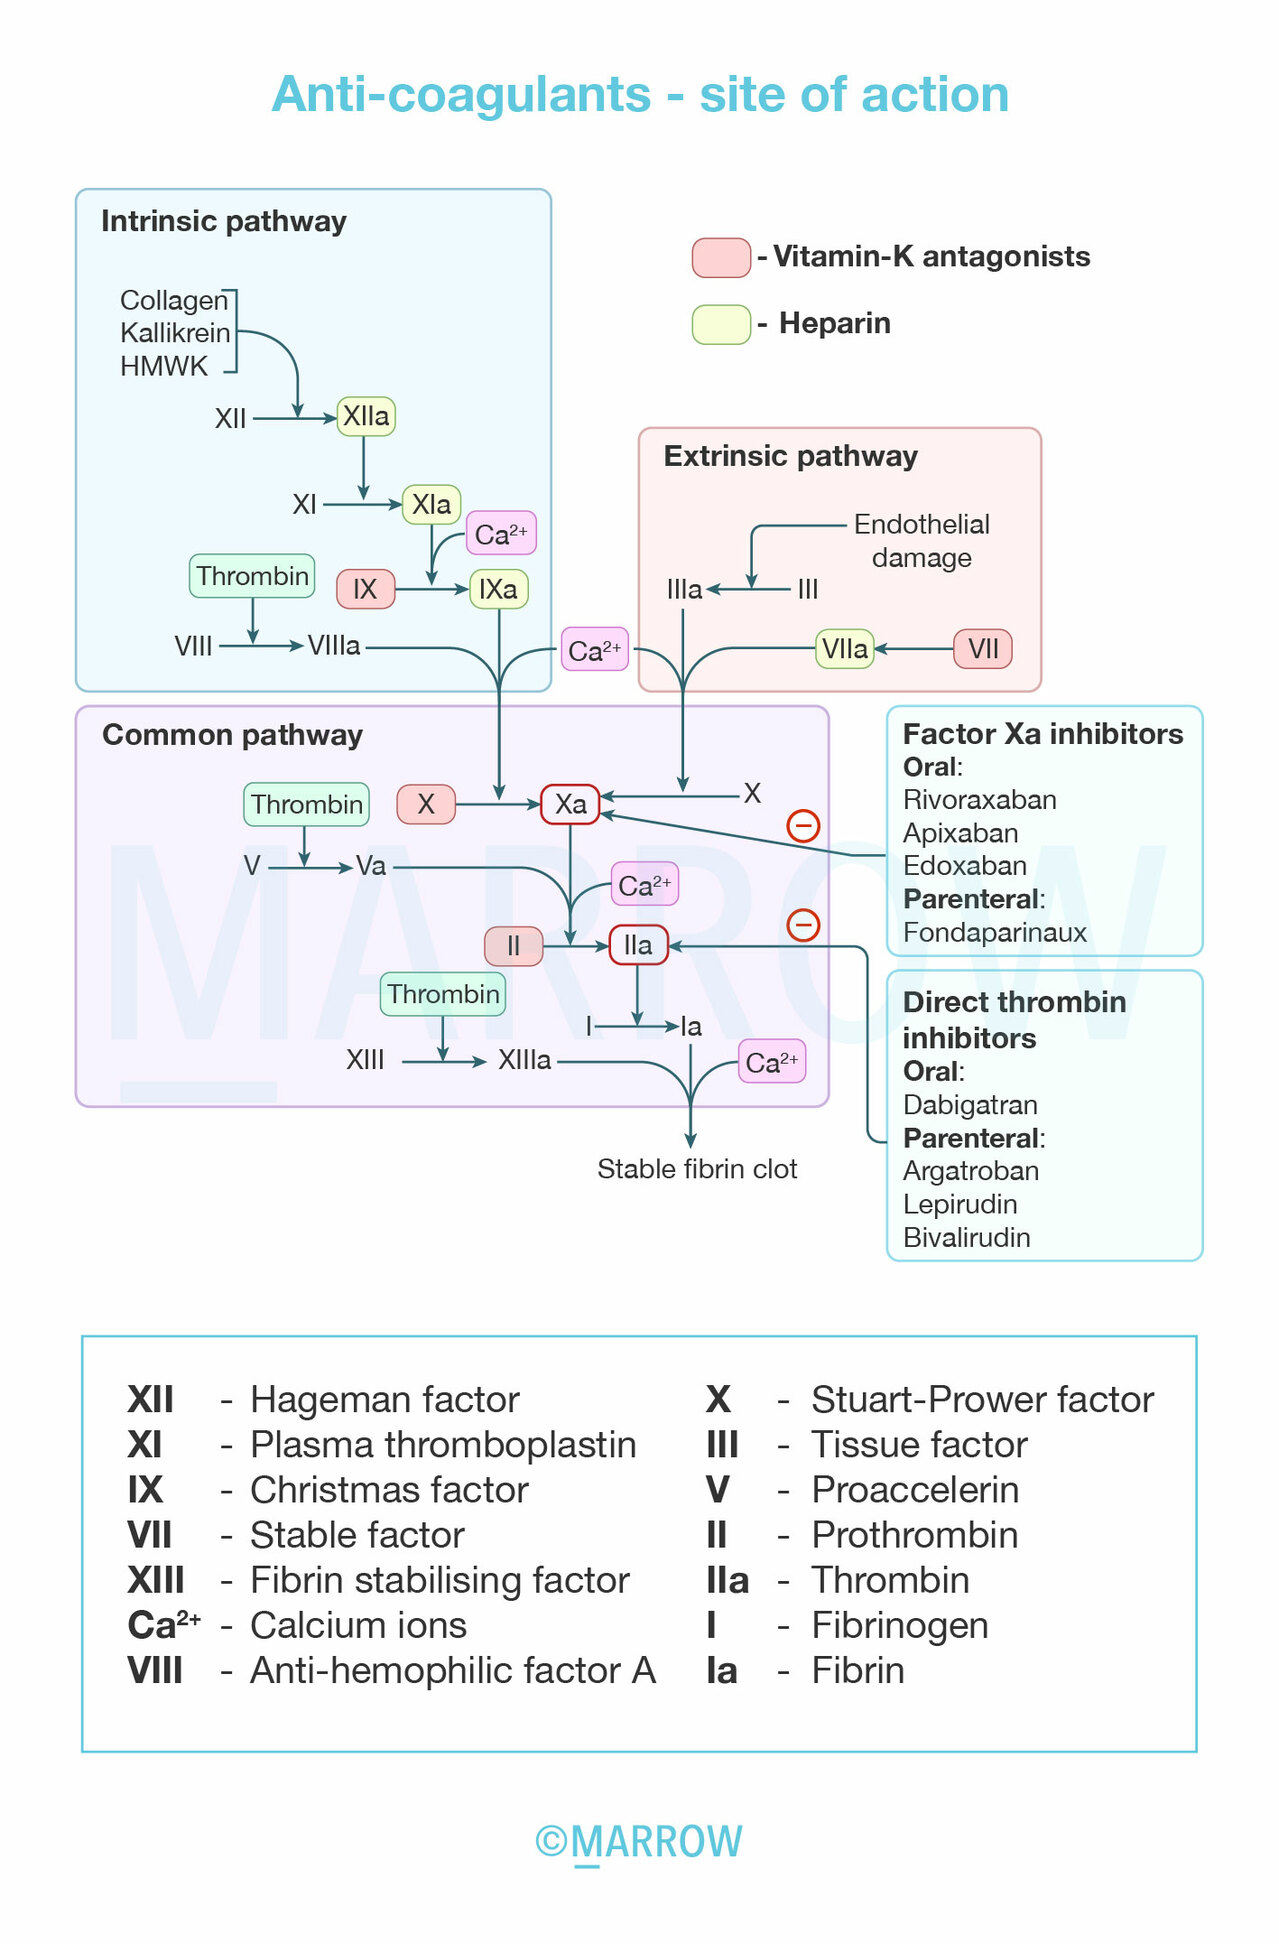 Anti-coagulants - site of action
Intrinsic pathway
- Vitamin-K antagonists
- Heparin
Collagen
Kallikrein
HMWK
XII
XIIa
XI
XIa
Ca²⁺
Thrombin
IX
IXa
VIII
VIIIa
Ca²⁺
Extrinsic pathway
Endothelial
damage
IIIa
III
VIIa
VII
Common pathway
Thrombin
X
Xa
X
V
Va
Ca²⁺
II
IIa
Thrombin
I
Ia
XIII
XIIIa
Ca²⁺
Stable fibrin clot
Factor Xa inhibitors
Oral:
Rivoraxaban
Apixaban
Edoxaban
Parenteral:
Fondaparinaux
Direct thrombin
inhibitors
Oral:
Dabigatran
Parenteral:
Argatroban
Lepirudin
Bivalirudin
MARROW
XII - Hageman factor
XI - Plasma thromboplastin
IX - Christmas factor
VII - Stable factor
XIII - Fibrin stabilising factor
Ca²⁺ - Calcium ions
VIII - Anti-hemophilic factor A
X - Stuart-Prower factor
III - Tissue factor
V - Proaccelerin
II - Prothrombin
IIa - Thrombin
I - Fibrinogen
Ia - Fibrin
©MARROW